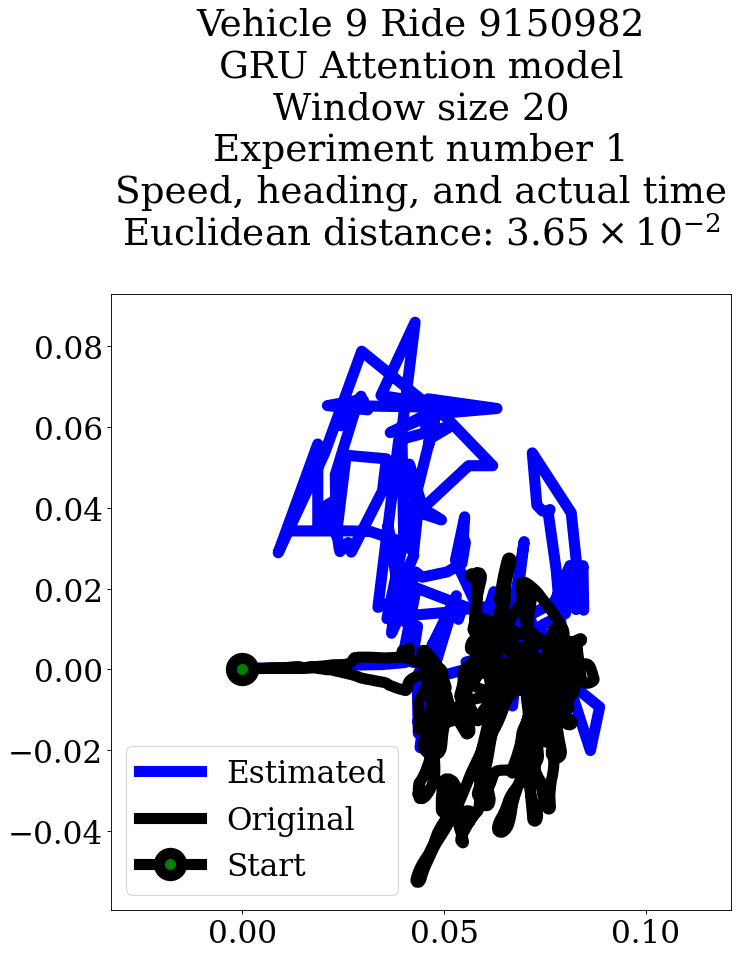 Vehicle 9 Ride 9150982
GRU Attention model
Window size 20
Experiment number 1
Speed, heading, and actual time
Euclidean distance: 3.65 × 10⁻²
0.08
0.06
0.04
0.02
0.00
−0.02
−0.04
Estimated
Original
Start
0.00 0.05 0.10